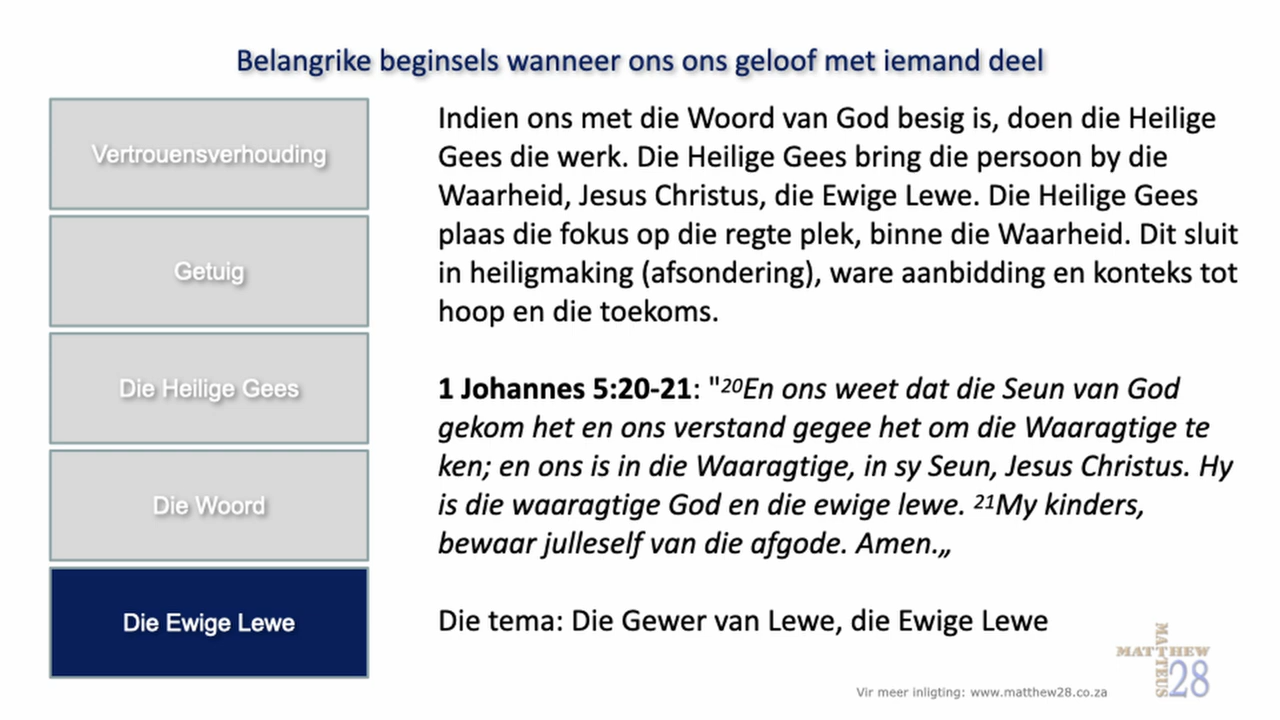 Belangrike beginsels wanneer ons ons geloof met iemand deel
Vertrouensverhouding
Getuig
Die Heilige Gees
Die Woord
Die Ewige Lewe
Indien ons met die Woord van God besig is, doen die Heilige
Gees die werk. Die Heilige Gees bring die persoon by die
Waarheid, Jesus Christus, die Ewige Lewe. Die Heilige Gees
plaas die fokus op die regte plek, binne die Waarheid. Dit sluit
in heiligmaking (afsondering), ware aanbidding en konteks tot
hoop en die toekoms.
1 Johannes 5:20-21: "20En ons weet dat die Seun van God
gekom het en ons verstand gegee het om die Waaragtige te
ken; en ons is in die Waaragtige, in sy Seun, Jesus Christus. Hy
is die waaragtige God en die ewige lewe. 21My kinders,
bewaar julleself van die afgode. Amen.„
Die tema: Die Gewer van Lewe, die Ewige Lewe
Vir meer inligting: www.matthew28.co.za
MATTHEW
MATTEUS
28